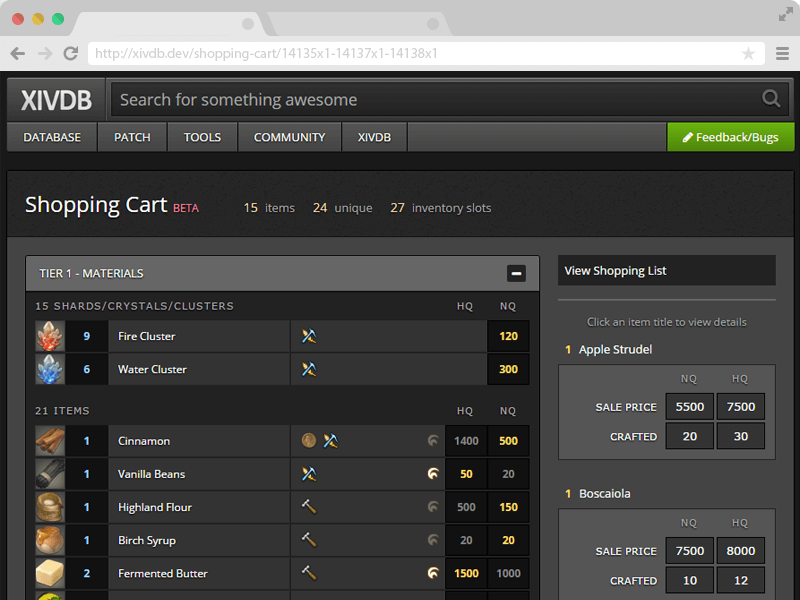 http://xivdb.dev/shopping-cart/14135x1-14137x1-14138x1
XIVDB
Search for something awesome
DATABASE PATCH TOOLS COMMUNITY XIVDB Feedback/Bugs
Shopping Cart BETA 15 items 24 unique 27 inventory slots
TIER 1 - MATERIALS
15 SHARDS/CRYSTALS/CLUSTERS HQ NQ
9 Fire Cluster 120
6 Water Cluster 300
21 ITEMS HQ NQ
1 Cinnamon 1400 500
1 Vanilla Beans 50 20
1 Highland Flour 500 150
1 Birch Syrup 20 20
2 Fermented Butter 1500 1000
View Shopping List
Click an item title to view details
1 Apple Strudel
NQ HQ
SALE PRICE 5500 7500
CRAFTED 20 30
1 Boscaiola
NQ HQ
SALE PRICE 7500 8000
CRAFTED 10 12